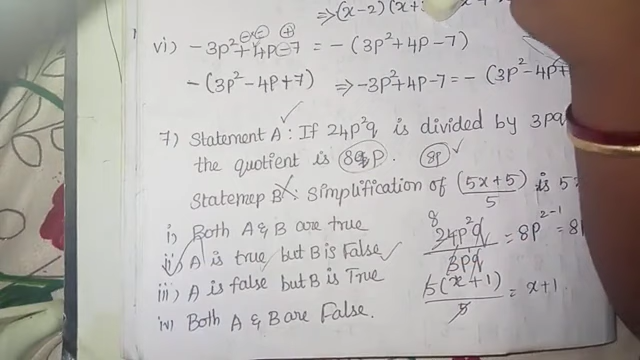 ⇒(x-2)(x+
vi) -3p²+4p-7 = -(3p²+4p-7)
-(3p²-4p+7) ⇒-3p²+4p-7 = -(3p²-4p+
7) Statement A: If 24p²q is divided by 3pq
the quotient is 8p. 8p ✓
Statemep B: Simplification of (5x+5)/5 is 5
i) Both A & B are true
ii) A is true but B is False ✓
iii) A is false but B is True
iv) Both A & B are False.
8
24p²q/3pq = 8p²⁻¹ = 8
5(x+1)/5 = x+1